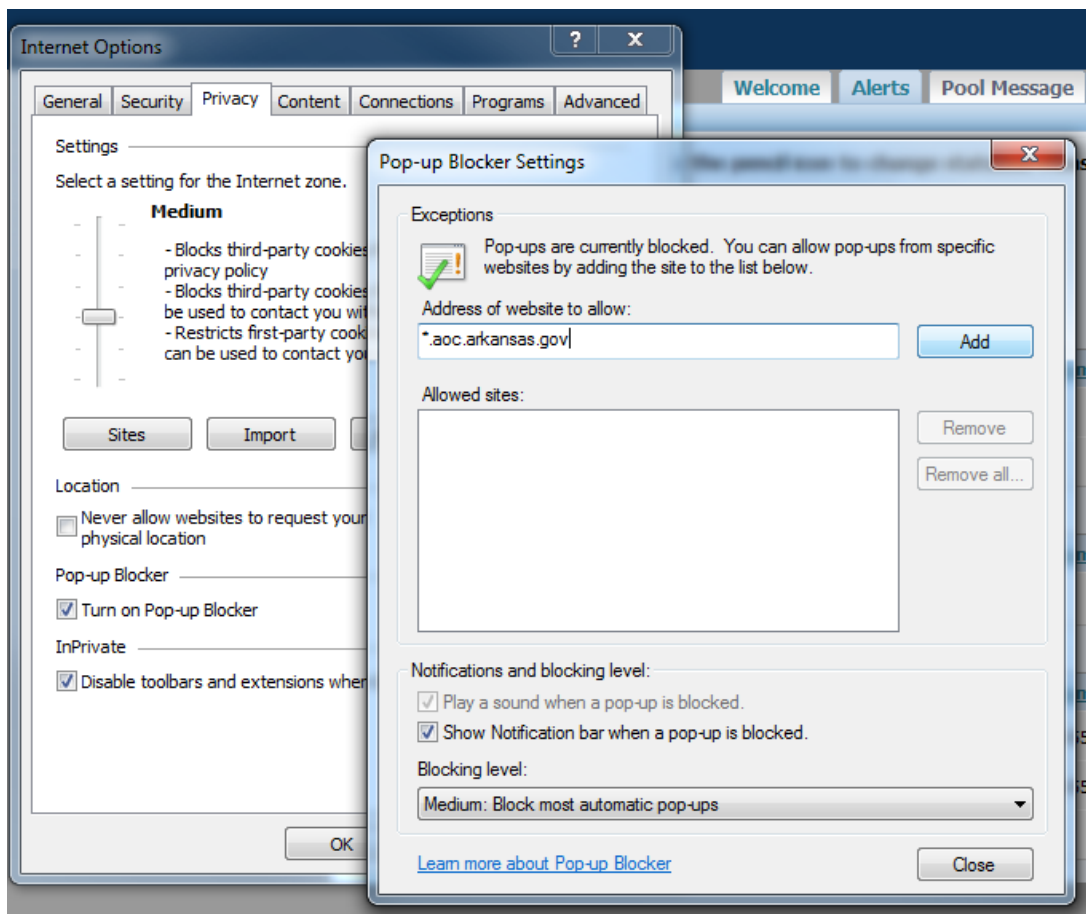 Internet Options
? x
Welcome Alerts Pool Message
General Security Privacy Content Connections Programs Advanced
Settings
Select a setting for the Internet zone.
Medium
- Blocks third-party cookies
privacy policy
- Blocks third-party cookies
be used to contact you
- Restricts first-party
can be used to contact
Sites Import
Location
Never allow websites to request your
physical location
Pop-up Blocker
Turn on Pop-up Blocker
InPrivate
Disable toolbars and extensions when
OK
Pop-up Blocker Settings
x
the pencil icon to change
Exceptions
Pop-ups are currently blocked. You can allow pop-ups from specific
websites by adding the site to the list below.
Address of website to allow:
*.aoc.arkansas.gov
Add
Allowed sites:
Remove
Remove all...
Notifications and blocking level:
Play a sound when a pop-up is blocked.
Show Notification bar when a pop-up is blocked.
Blocking level:
Medium: Block most automatic pop-ups
Learn more about Pop-up Blocker
Close